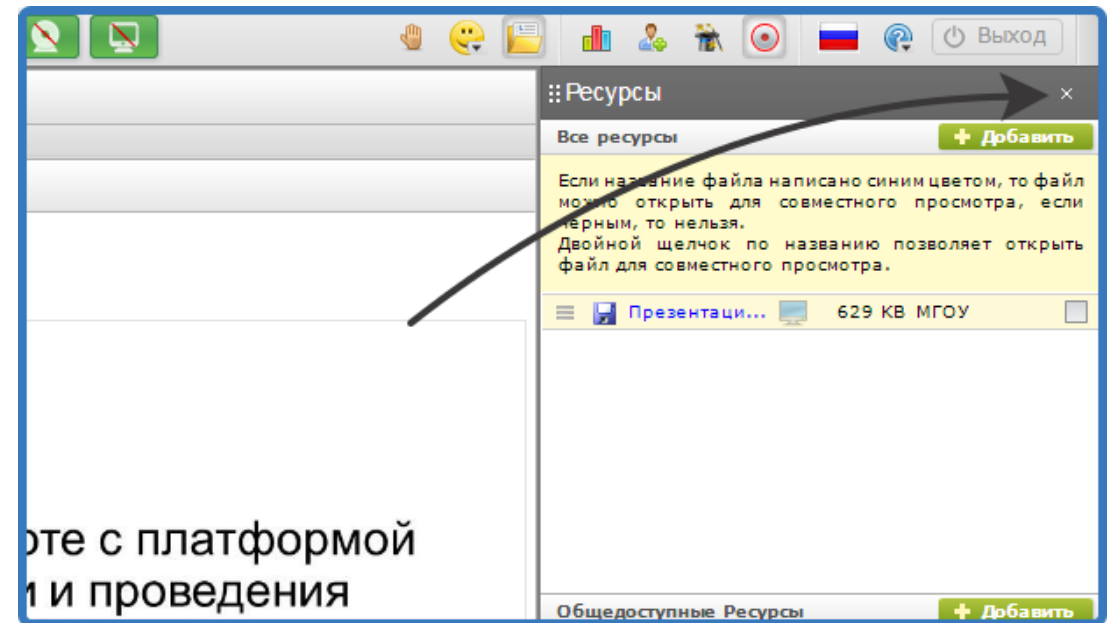 Выход
Ресурсы
Все ресурсы
Добавить
Если название файла написано синим цветом, то файл
можно открыть для совместного просмотра, если
черным, то нельзя.
Двойной щелчок по названию позволяет открыть
файл для совместного просмотра.
Презентаци... 629 КВ МГОУ
оте с платформой
и и проведения
Общедоступные Ресурсы
Добавить